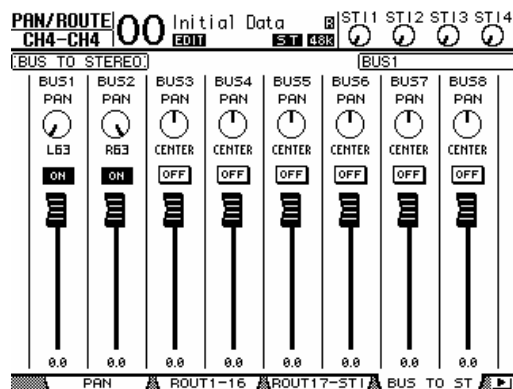 PAN/ROUTE 00 Initial Data R STI1 STI2 STI3 STI4
CH4-CH4 EDIT ST 48k
BUS TO STEREO BUS1
BUS1 BUS2 BUS3 BUS4 BUS5 BUS6 BUS7 BUS8
PAN PAN PAN PAN PAN PAN PAN PAN
L63 R63 CENTER CENTER CENTER CENTER CENTER CENTER
ON ON OFF OFF OFF OFF OFF OFF
0.0 0.0 0.0 0.0 0.0 0.0 0.0 0.0
PAN ROUT1-16 ROUT17-STI BUS TO ST